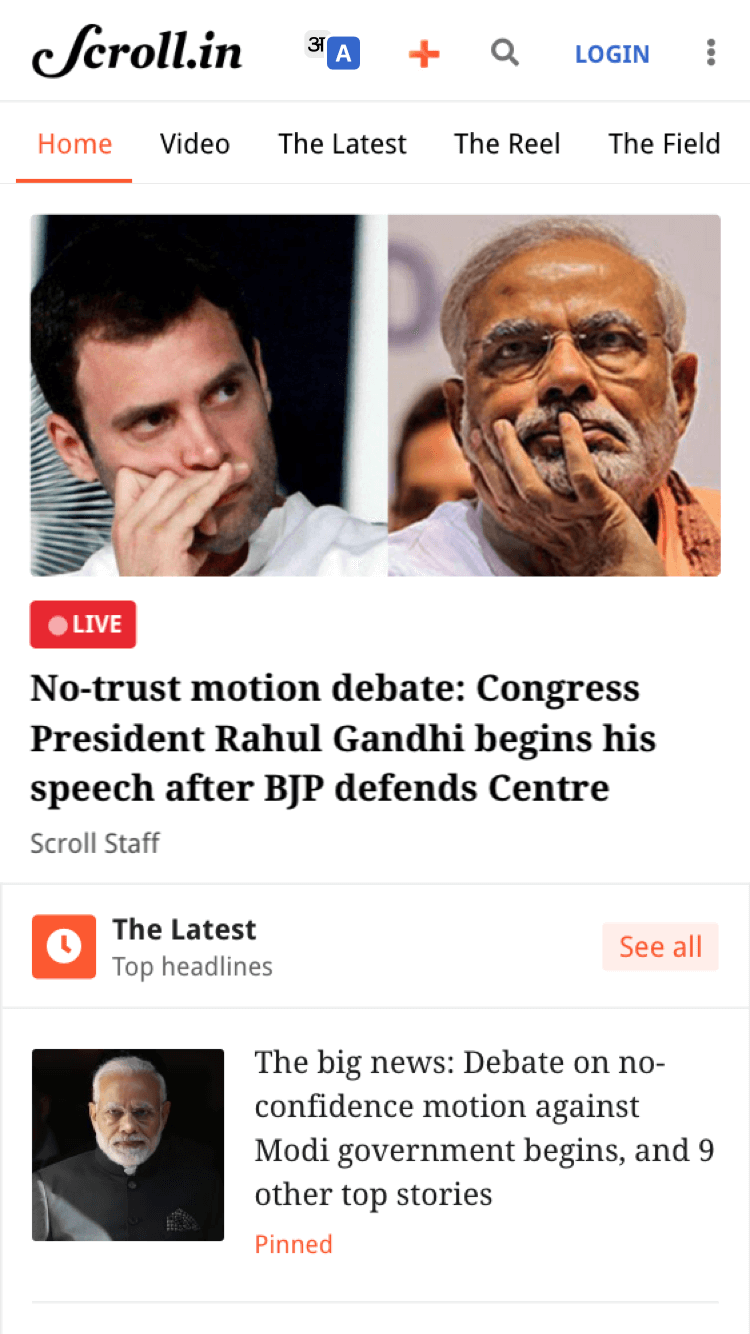 Scroll.in
अ A
LOGIN
Home Video The Latest The Reel The Field
LIVE
No-trust motion debate: Congress
President Rahul Gandhi begins his
speech after BJP defends Centre
Scroll Staff
The Latest
Top headlines
See all
The big news: Debate on no-
confidence motion against
Modi government begins, and 9
other top stories
Pinned